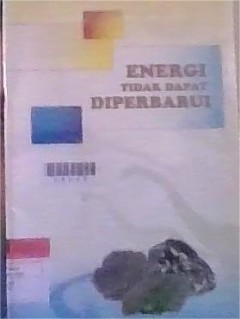 ENERGI
TIDAK DAPAT
DIPERBARUI